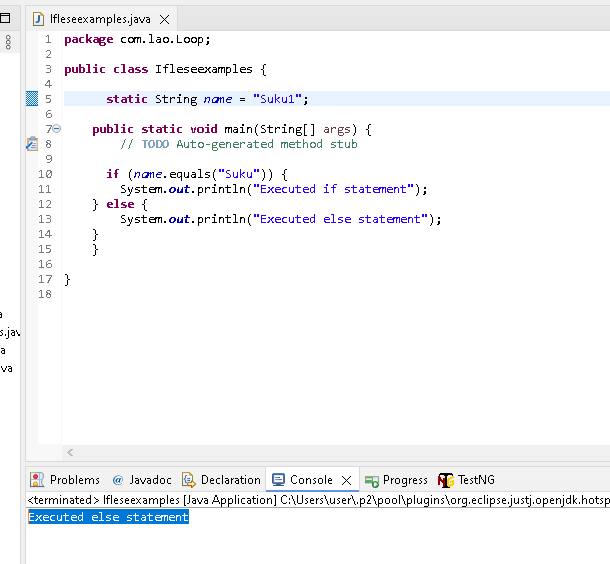 Ifleseexamples.java
1 package com.lao.Loop;
2
3 public class Ifleseexamples {
4
5 static String name = "Suku1";
6
7 public static void main(String[] args) {
8 // TODO Auto-generated method stub
9
10 if (name.equals("Suku")) {
11 System.out.println("Executed if statement");
12 } else {
13 System.out.println("Executed else statement");
14 }
15 }
16
17 }
18
a
s.jav
a
va
Problems @ Javadoc Declaration Console Progress TestNG
<terminated> Ifleseexamples [Java Application] C:\Users\user\.p2\pool\plugins\org.eclipse.justj.openjdk.hotsp
Executed else statement